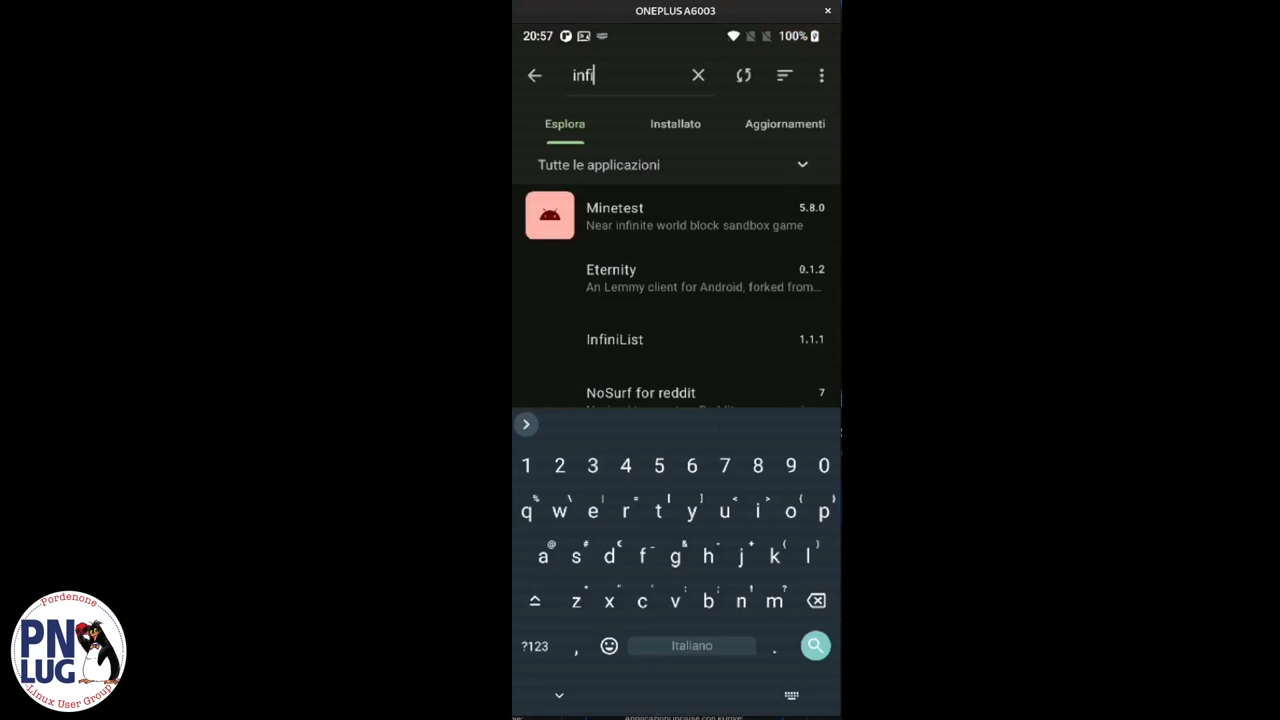 ONEPLUS A6003 ×
20:57 100%
infi
Esplora Installato Aggiornamenti
Tutte le applicazioni
Minetest 5.8.0
Near infinite world block sandbox game
Eternity 0.1.2
An Lemmy client for Android, forked from…
InfiniList 1.1.1
NoSurf for reddit 7
1 2 3 4 5 6 7 8 9 0
% \ | = [ ] < > { }
q w e r t y u i o p
@ # € _ & - + ( )
a s d f g h j k l
* " ' : ; ! ?
z x c v b n m
?123 , Italiano .
Pordenone
PN
LUG
Linux User Group